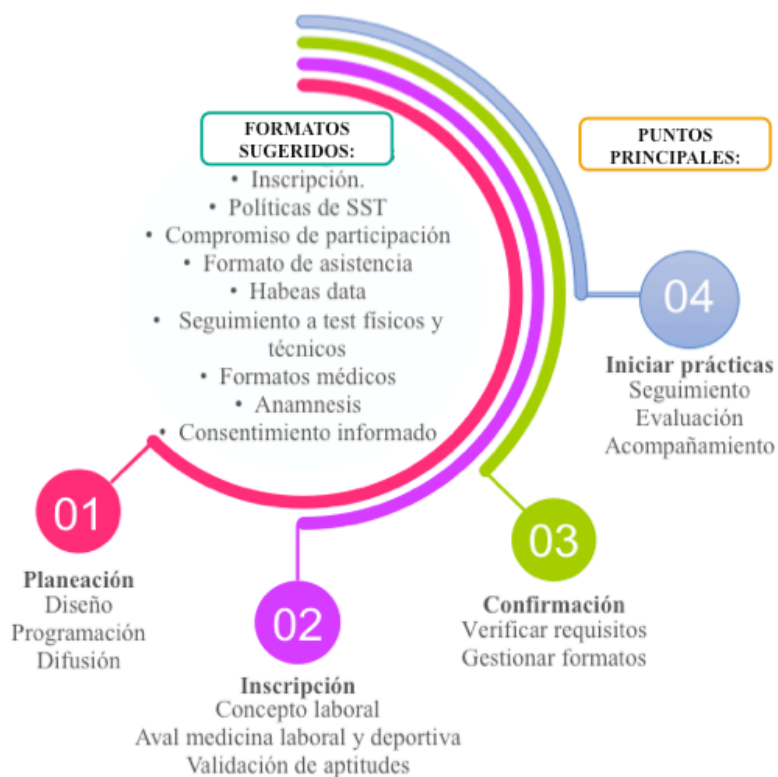 FORMATOS
SUGERIDOS:
• Inscripción.
• Políticas de SST
• Compromiso de participación
• Formato de asistencia
• Habeas data
• Seguimiento a test físicos y
técnicos
• Formatos médicos
• Anamnesis
• Consentimiento informado
PUNTOS
PRINCIPALES:
01
Planeación
Diseño
Programación
Difusión
02
Inscripción
Concepto laboral
Aval medicina laboral y deportiva
Validación de aptitudes
03
Confirmación
Verificar requisitos
Gestionar formatos
04
Iniciar prácticas
Seguimiento
Evaluación
Acompañamiento